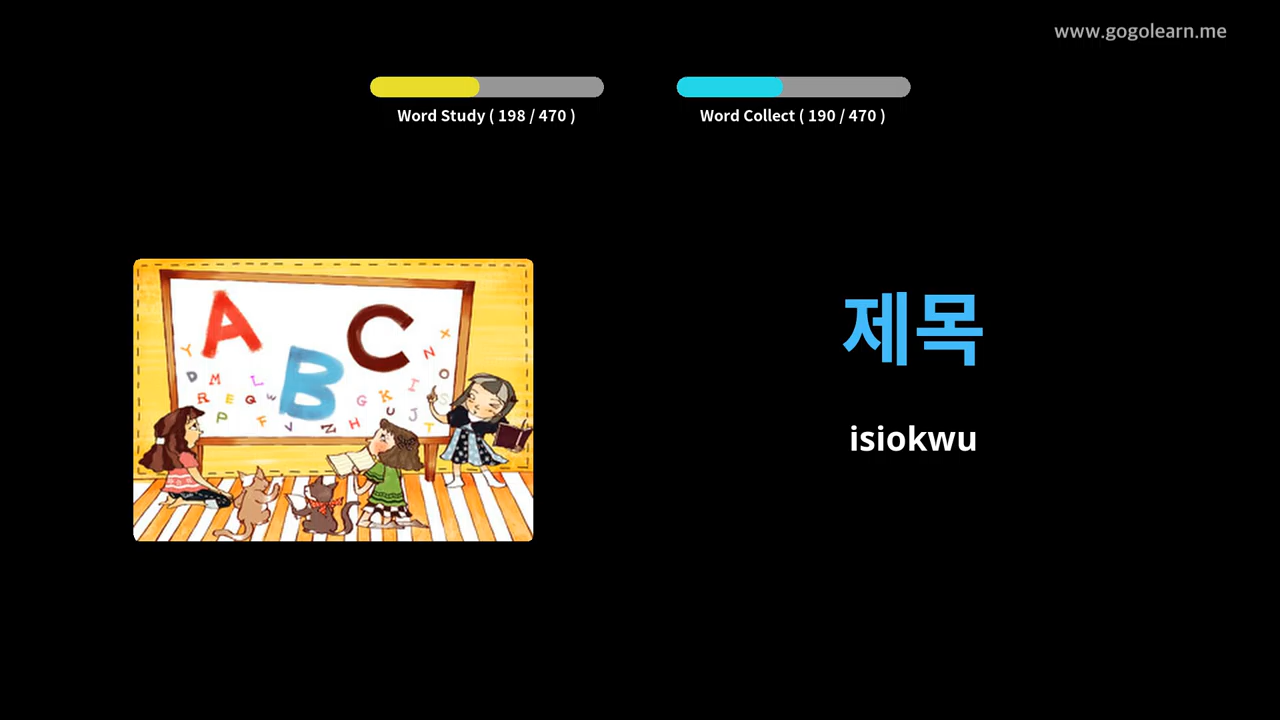 www.gogolearn.me
Word Study ( 198 / 470 )
Word Collect ( 190 / 470 )
A
B
C
Y
X
N
D
M
L
O
R
E
Q
W
G
K
I
S
P
F
V
Z
H
U
J
T
제목
isiokwu